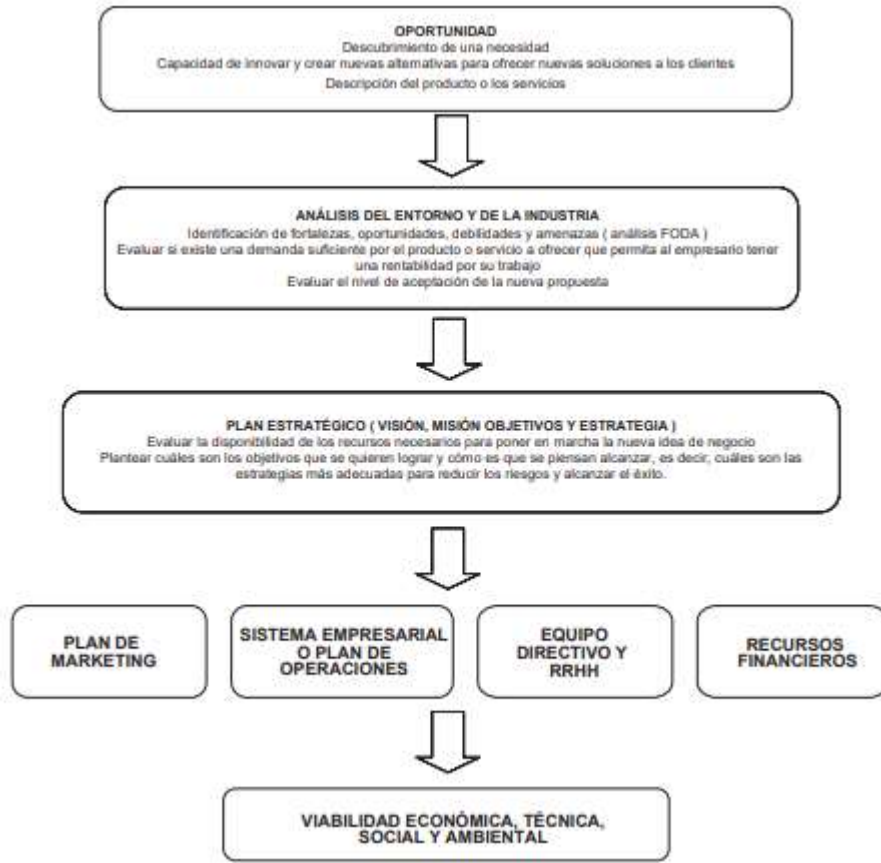 OPORTUNIDAD
Descubrimiento de una necesidad
Capacidad de innovar y crear nuevas alternativas para ofrecer nuevas soluciones a los clientes
Descripción del producto o los servicios
ANÁLISIS DEL ENTORNO Y DE LA INDUSTRIA
Identificación de fortalezas, oportunidades, debilidades y amenazas ( análisis FODA )
Evaluar si existe una demanda suficiente por el producto o servicio a ofrecer que permita al empresario tener
una rentabilidad por su trabajo
Evaluar el nivel de aceptación de la nueva propuesta
PLAN ESTRATÉGICO ( VISIÓN, MISIÓN OBJETIVOS Y ESTRATEGIA )
Evaluar la disponibilidad de los recursos necesarios para poner en marcha la nueva idea de negocio
Plantear cuáles son los objetivos que se quieren lograr y cómo es que se piensan alcanzar, es decir, cuáles son las
estrategias más adecuadas para reducir los riesgos y alcanzar el éxito.
PLAN DE
MARKETING
SISTEMA EMPRESARIAL
O PLAN DE
OPERACIONES
EQUIPO
DIRECTIVO Y
RRHH
RECURSOS
FINANCIEROS
VIABILIDAD ECONÓMICA, TÉCNICA,
SOCIAL Y AMBIENTAL